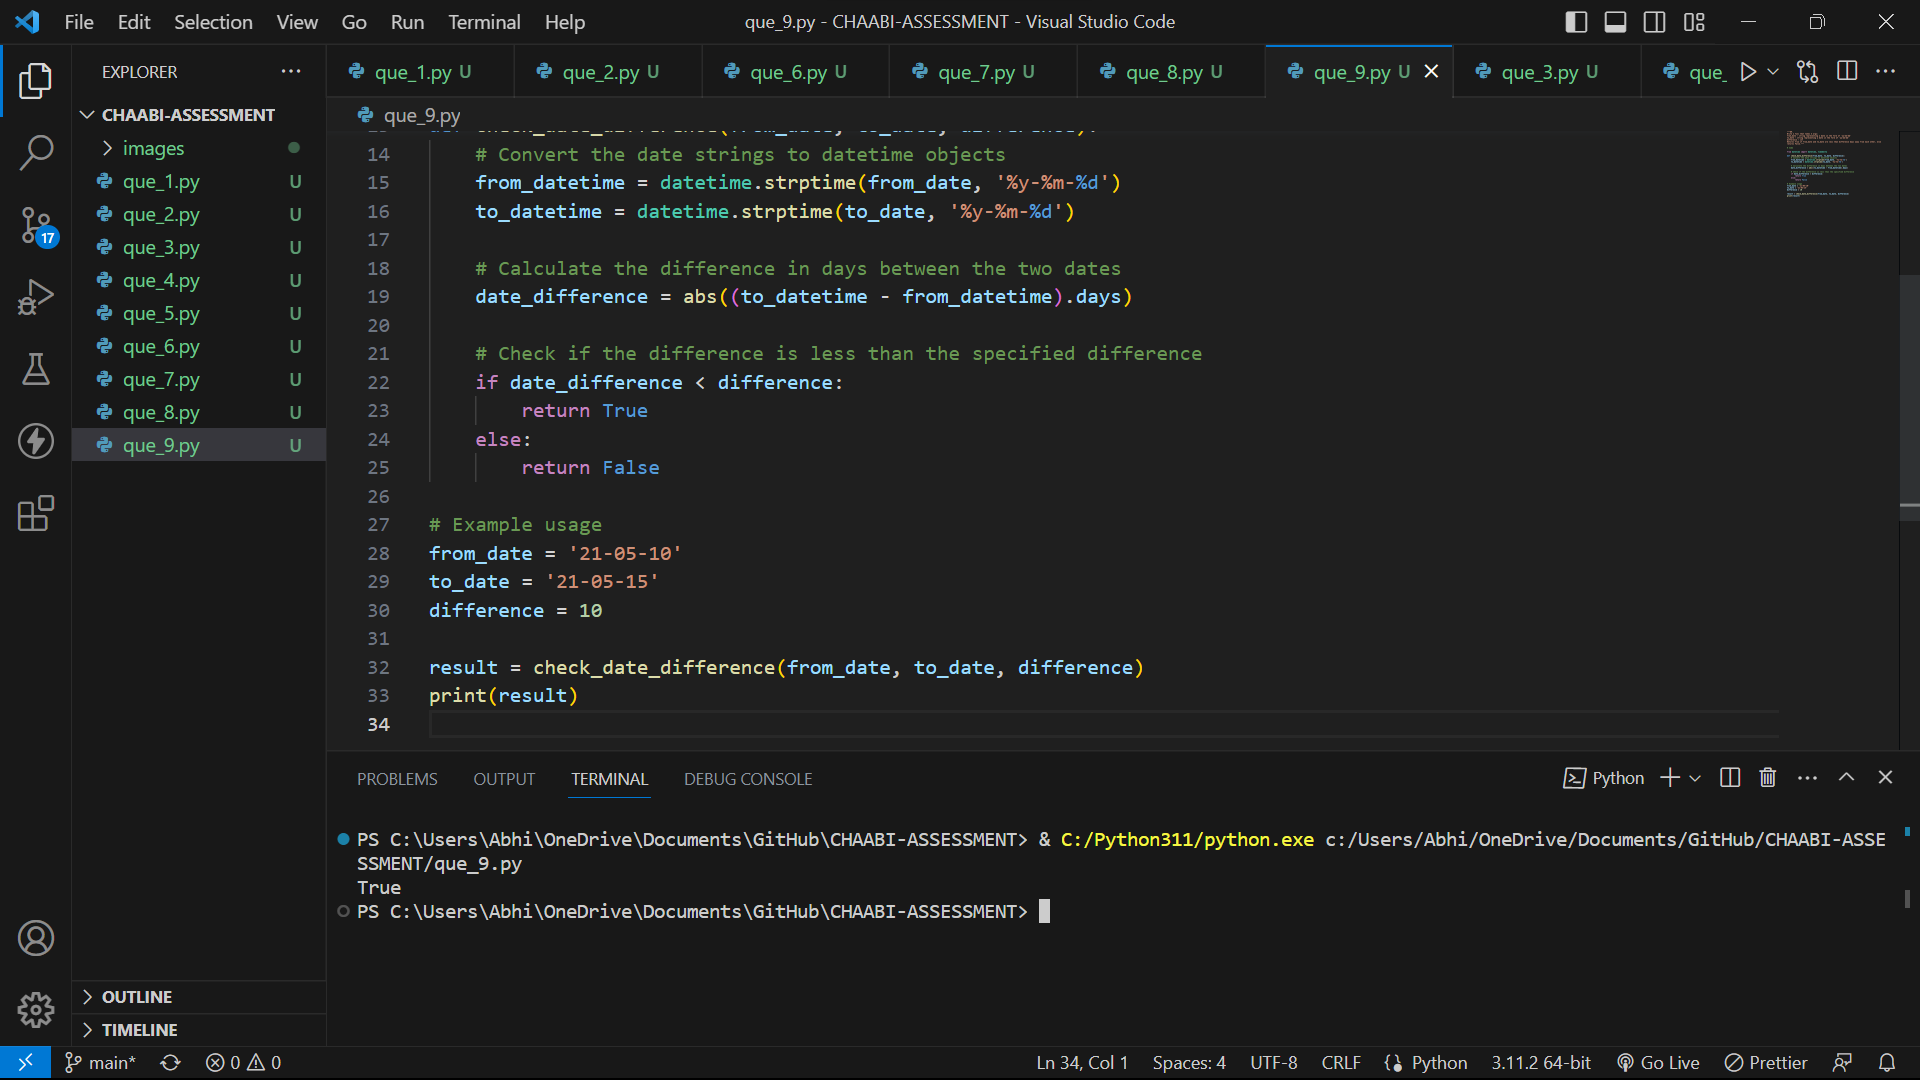 File Edit Selection View Go Run Terminal Help
que_9.py - CHAABI-ASSESSMENT - Visual Studio Code
EXPLORER
CHAABI-ASSESSMENT
images
que_1.py U
que_2.py U
que_3.py U
que_4.py U
que_5.py U
que_6.py U
que_7.py U
que_8.py U
que_9.py U
17
OUTLINE
TIMELINE
que_1.py U que_2.py U que_6.py U que_7.py U que_8.py U que_9.py U que_3.py U que_
que_9.py
14 # Convert the date strings to datetime objects
15 from_datetime = datetime.strptime(from_date, '%y-%m-%d')
16 to_datetime = datetime.strptime(to_date, '%y-%m-%d')
17
18 # Calculate the difference in days between the two dates
19 date_difference = abs((to_datetime - from_datetime).days)
20
21 # Check if the difference is less than the specified difference
22 if date_difference < difference:
23 return True
24 else:
25 return False
26
27 # Example usage
28 from_date = '21-05-10'
29 to_date = '21-05-15'
30 difference = 10
31
32 result = check_date_difference(from_date, to_date, difference)
33 print(result)
34
PROBLEMS OUTPUT TERMINAL DEBUG CONSOLE
Python
PS C:\Users\Abhi\OneDrive\Documents\GitHub\CHAABI-ASSESSMENT> & C:/Python311/python.exe c:/Users/Abhi/OneDrive/Documents/GitHub/CHAABI-ASSE
SSMENT/que_9.py
True
PS C:\Users\Abhi\OneDrive\Documents\GitHub\CHAABI-ASSESSMENT>
main* 0 0 Ln 34, Col 1 Spaces: 4 UTF-8 CRLF Python 3.11.2 64-bit Go Live Prettier